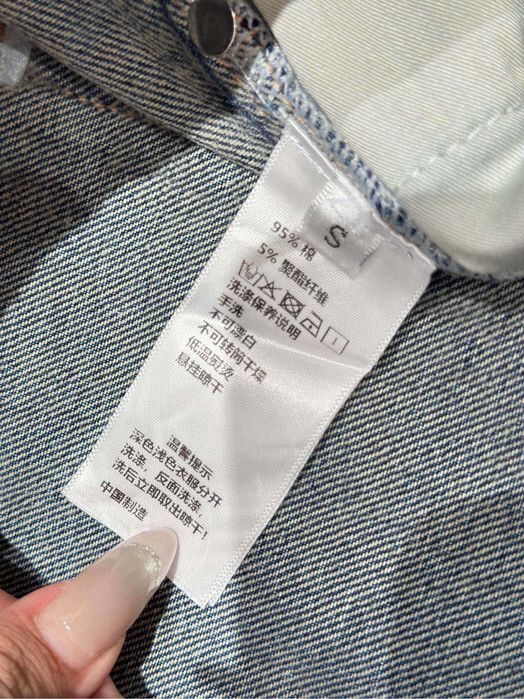 S
95% 棉
5% 聚酯纤维
洗涤保养说明
手洗
不可漂白
不可转筒干燥
低温熨烫
悬挂晾干
温馨提示
深色浅色衣服分开
洗涤，反面洗涤，
洗后立即取出晾干！
中国制造